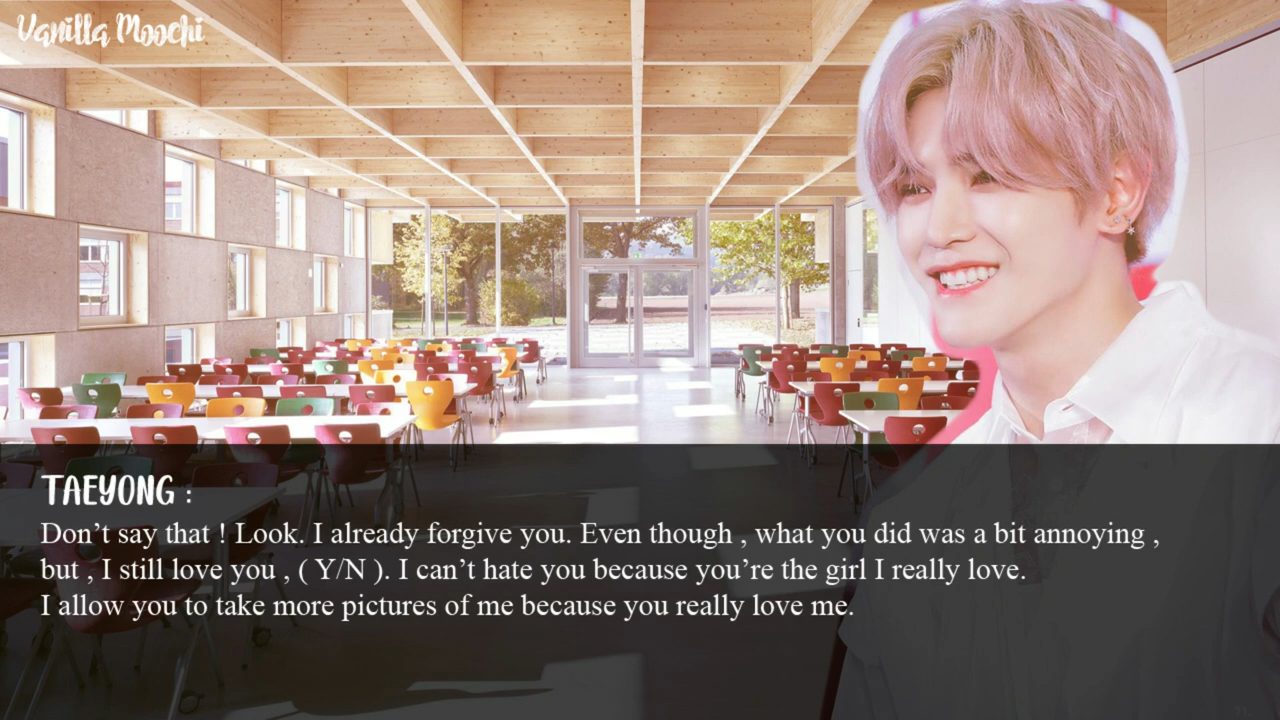 Vanilla Moochi
TAEYONG :
Don’t say that ! Look. I already forgive you. Even though , what you did was a bit annoying ,
but , I still love you , ( Y/N ). I can’t hate you because you’re the girl I really love.
I allow you to take more pictures of me because you really love me.